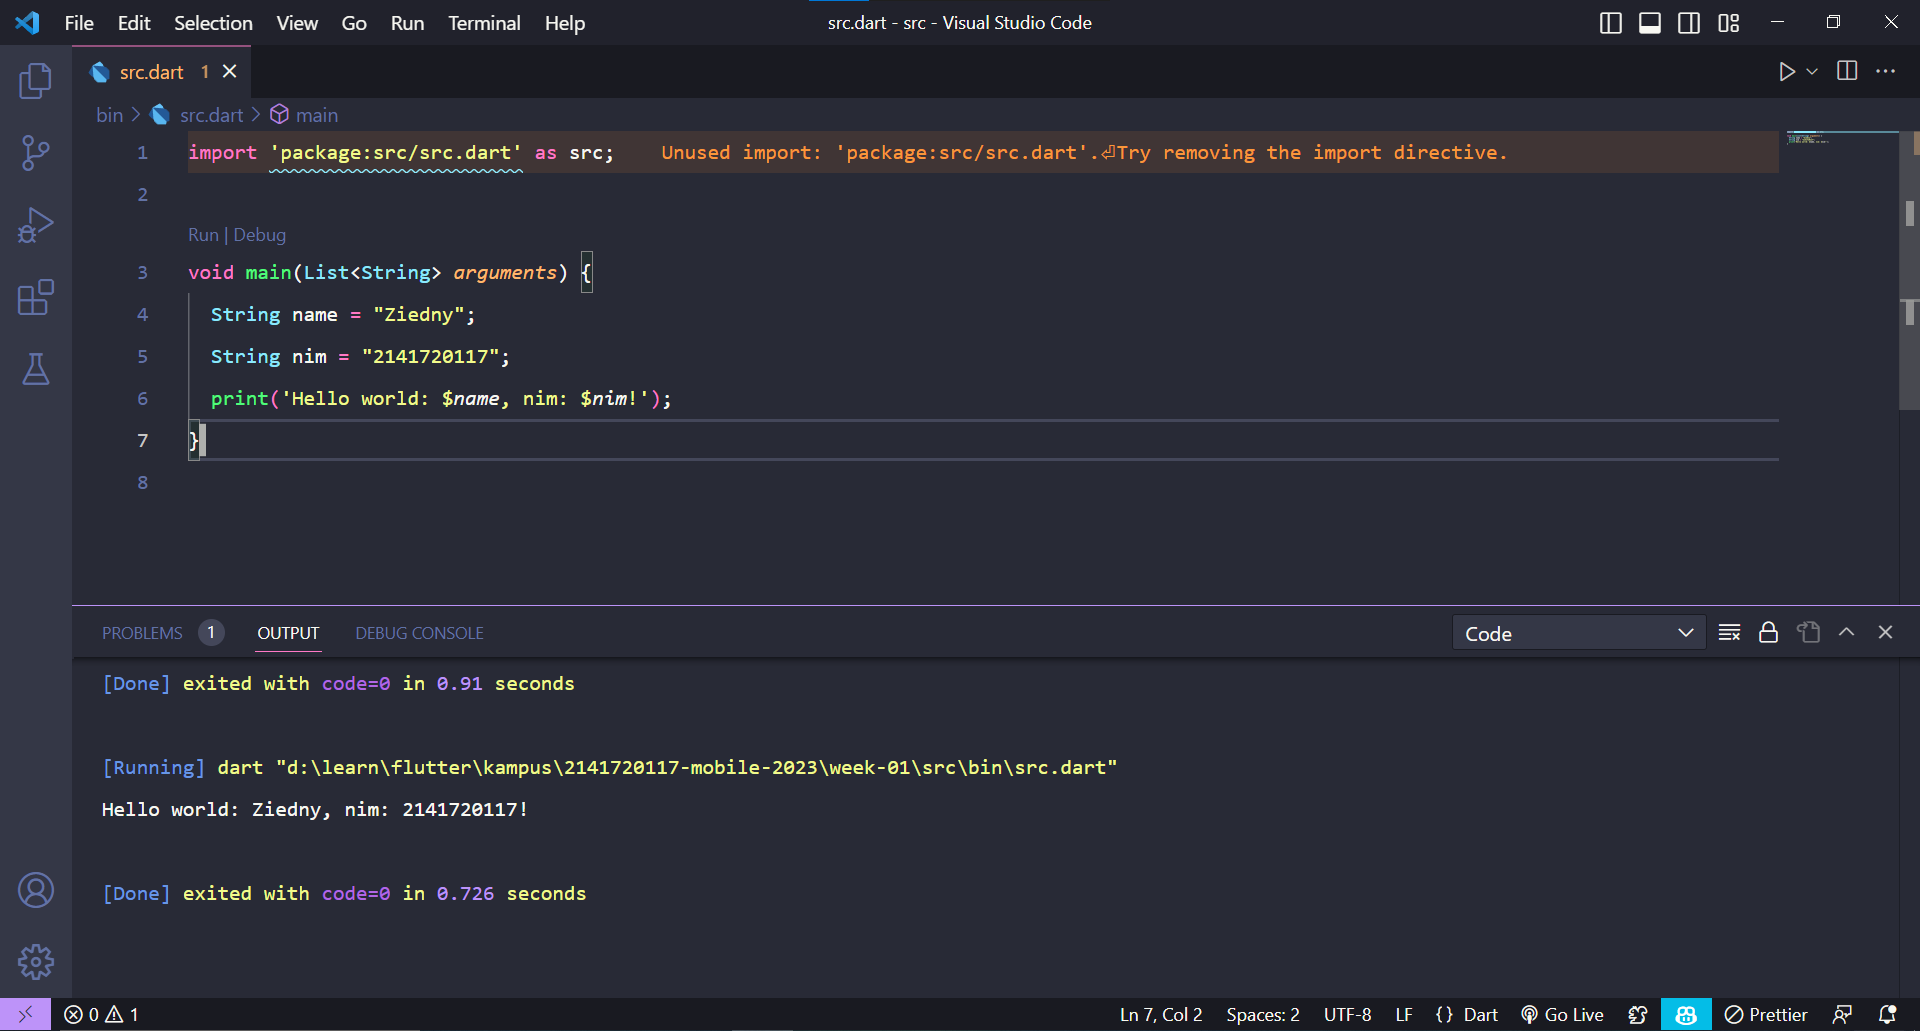 File Edit Selection View Go Run Terminal Help
src.dart - src - Visual Studio Code
src.dart 1
bin > src.dart > main
1 import 'package:src/src.dart' as src; Unused import: 'package:src/src.dart'.⏎Try removing the import directive.
2
Run | Debug
3 void main(List<String> arguments) {
4 String name = "Ziedny";
5 String nim = "2141720117";
6 print('Hello world: $name, nim: $nim!');
7 }
8
PROBLEMS 1 OUTPUT DEBUG CONSOLE
Code
[Done] exited with code=0 in 0.91 seconds
[Running] dart "d:\learn\flutter\kampus\2141720117-mobile-2023\week-01\src\bin\src.dart"
Hello world: Ziedny, nim: 2141720117!
[Done] exited with code=0 in 0.726 seconds
0 1 Ln 7, Col 2 Spaces: 2 UTF-8 LF {} Dart Go Live Prettier